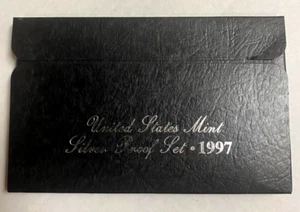 United States Mint
Silver Proof Set • 1997